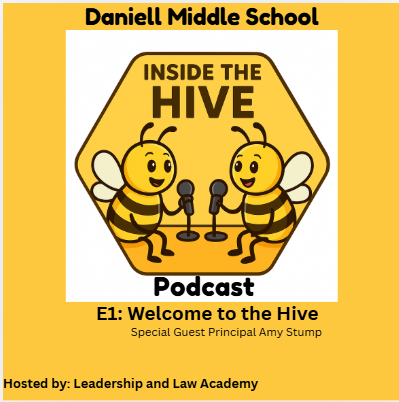 Daniell Middle School
INSIDE THE
HIVE
Podcast
E1: Welcome to the Hive
Special Guest Principal Amy Stump
Hosted by: Leadership and Law Academy